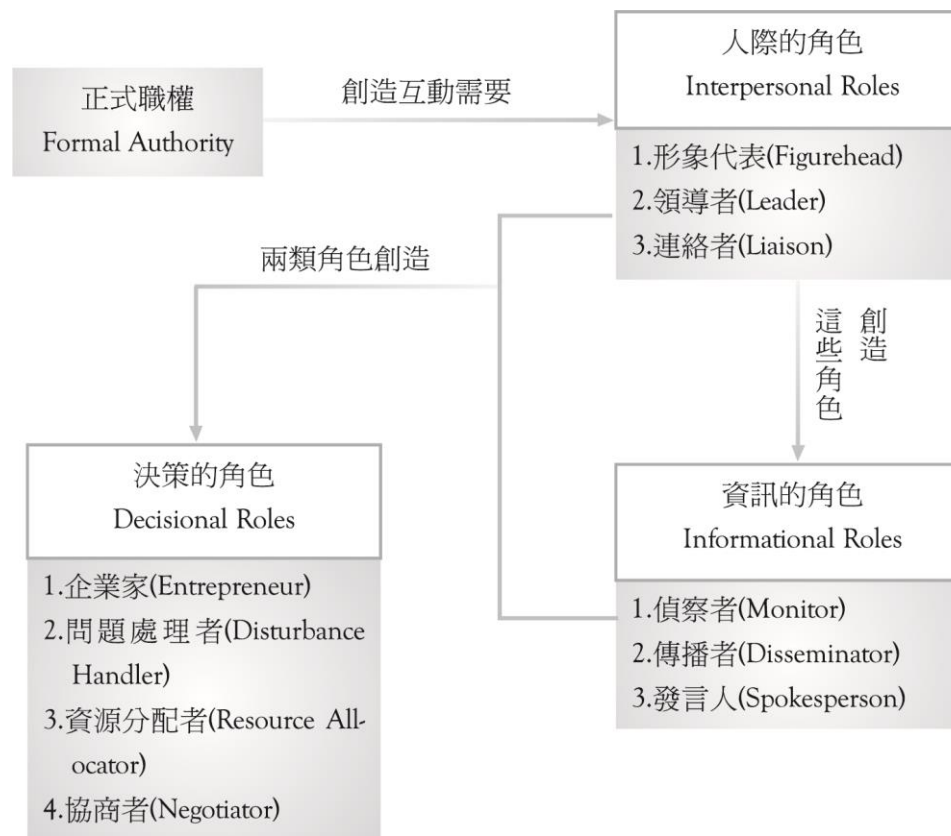 正式職權
Formal Authority
創造互動需要
人際的角色
Interpersonal Roles
1.形象代表(Figurehead)
2.領導者(Leader)
3.連絡者(Liaison)
兩類角色創造
創造
這些角色
決策的角色
Decisional Roles
1.企業家(Entrepreneur)
2.問題處理者(Disturbance
Handler)
3.資源分配者(Resource All-
ocator)
4.協商者(Negotiator)
資訊的角色
Informational Roles
1.偵察者(Monitor)
2.傳播者(Disseminator)
3.發言人(Spokesperson)